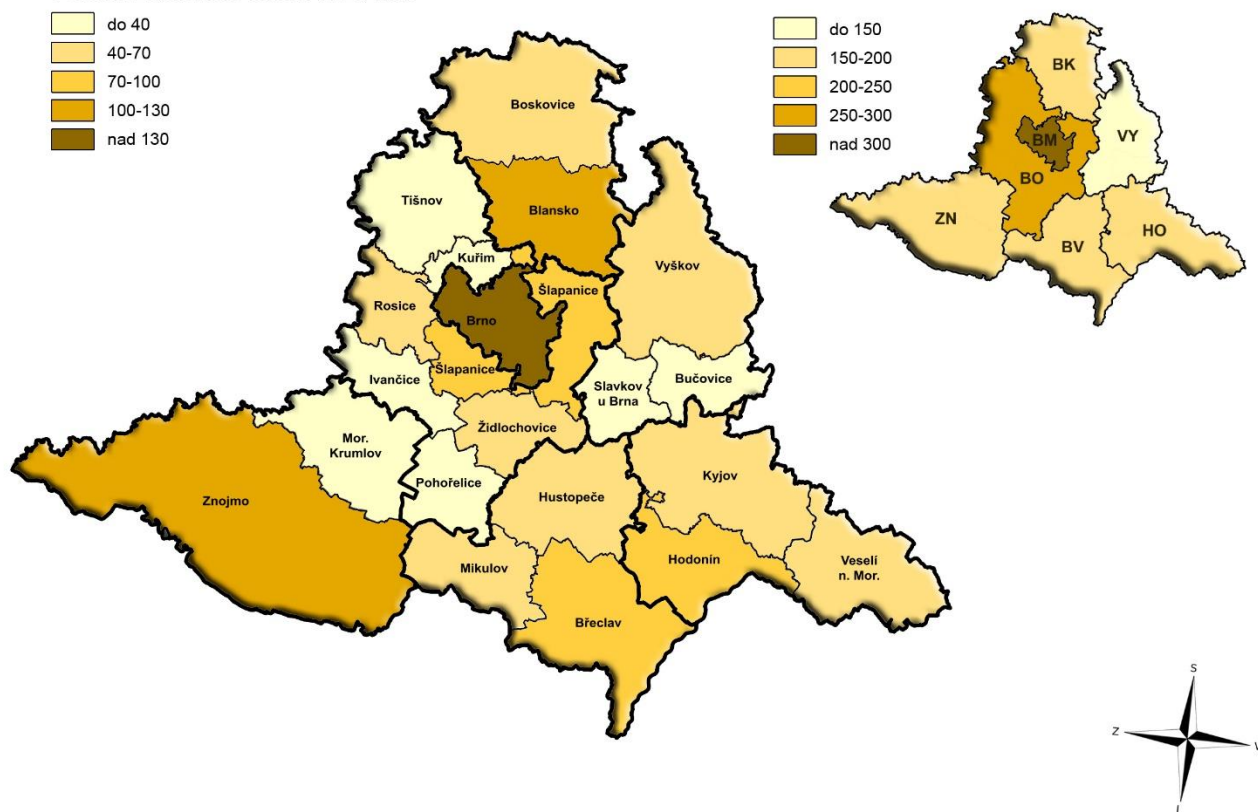 do 40
40-70
70-100
100-130
nad 130
do 150
150-200
200-250
250-300
nad 300
BK
BM
VY
BO
ZN
BV
HO
Boskovice
Tišnov
Blansko
Kuřim
Vyškov
Šlapanice
Rosice
Brno
Ivančice
Šlapanice
Slavkov
u Brna
Bučovice
Židlochovice
Mor.
Krumlov
Pohořelice
Znojmo
Hustopeče
Kyjov
Mikulov
Hodonín
Veselí
n. Mor.
Břeclav
S
Z
V
J